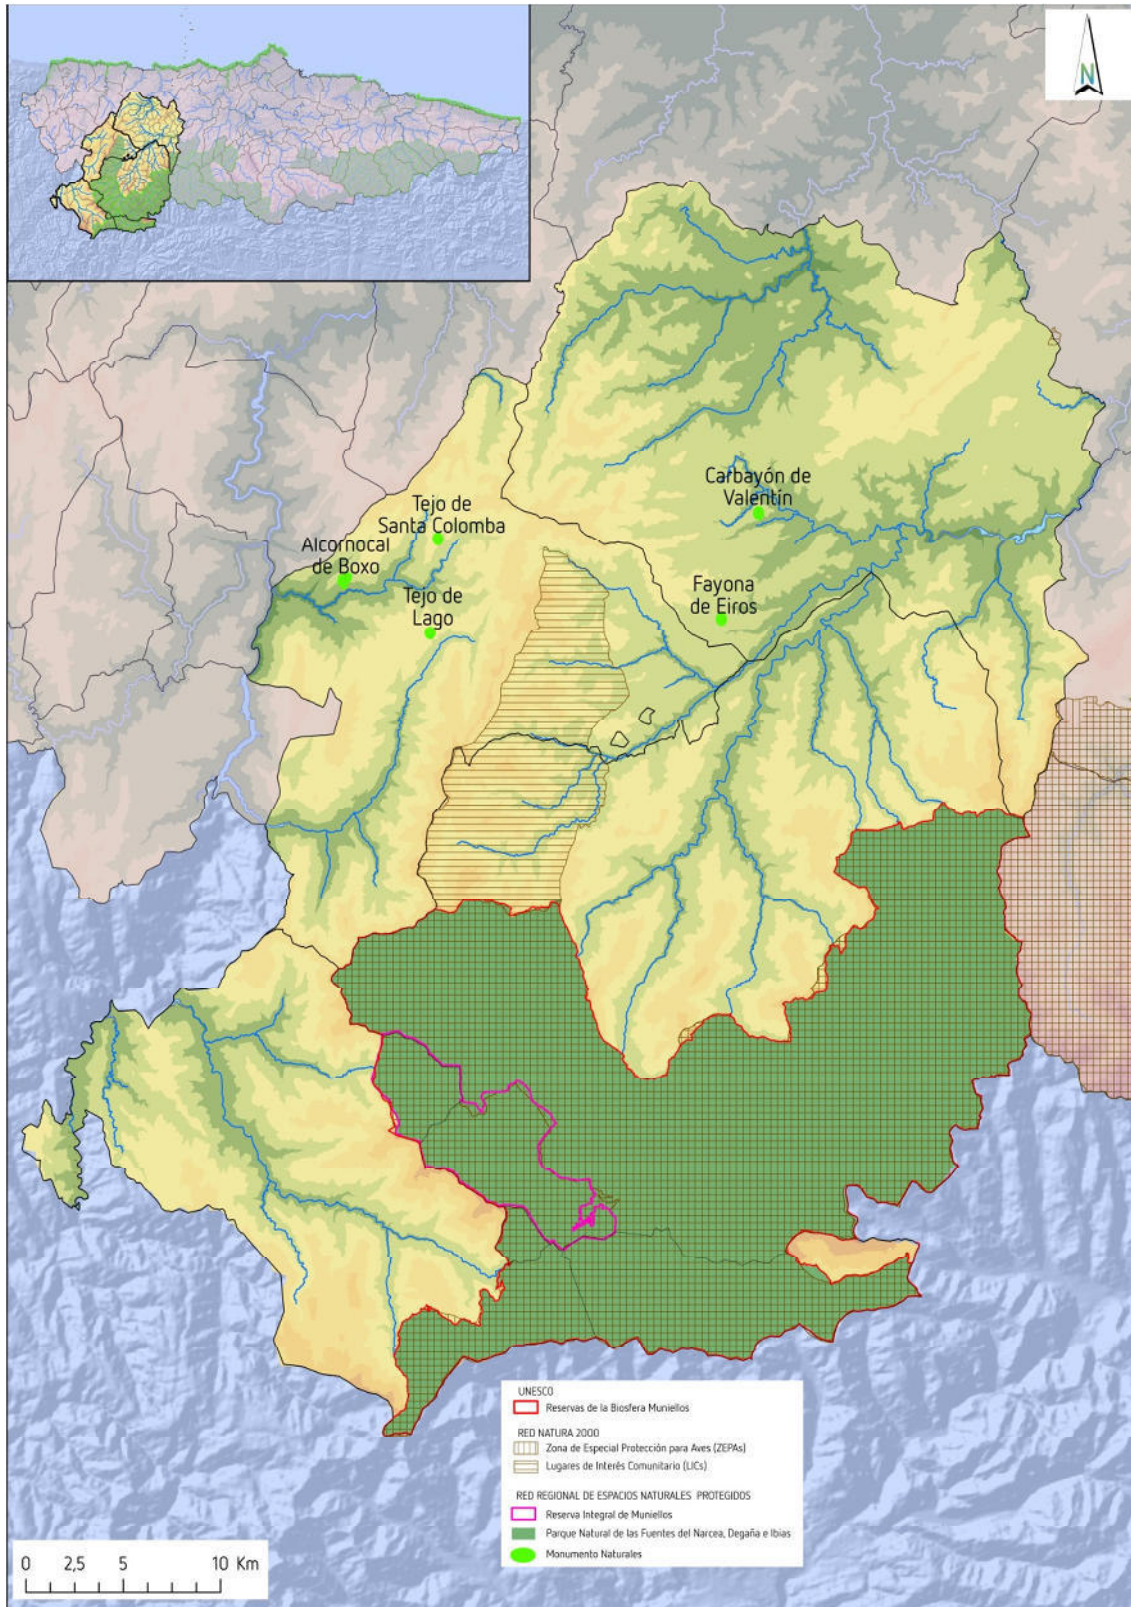 N
Carbayón de
Valentín
Tejo de
Santa Colomba
Alcornocal
de Boxo
Tejo de
Lago
Fayona
de Eiros
UNESCO
Reservas de la Biosfera Muniellos
RED NATURA 2000
Zona de Especial Protección para Aves (ZEPAs)
Lugares de Interés Comunitario (LICs)
RED REGIONAL DE ESPACIOS NATURALES PROTEGIDOS
Reserva Integral de Muniellos
Parque Natural de las Fuentes del Narcea, Degaña e Ibias
Monumento Naturales
0 2,5 5 10 Km